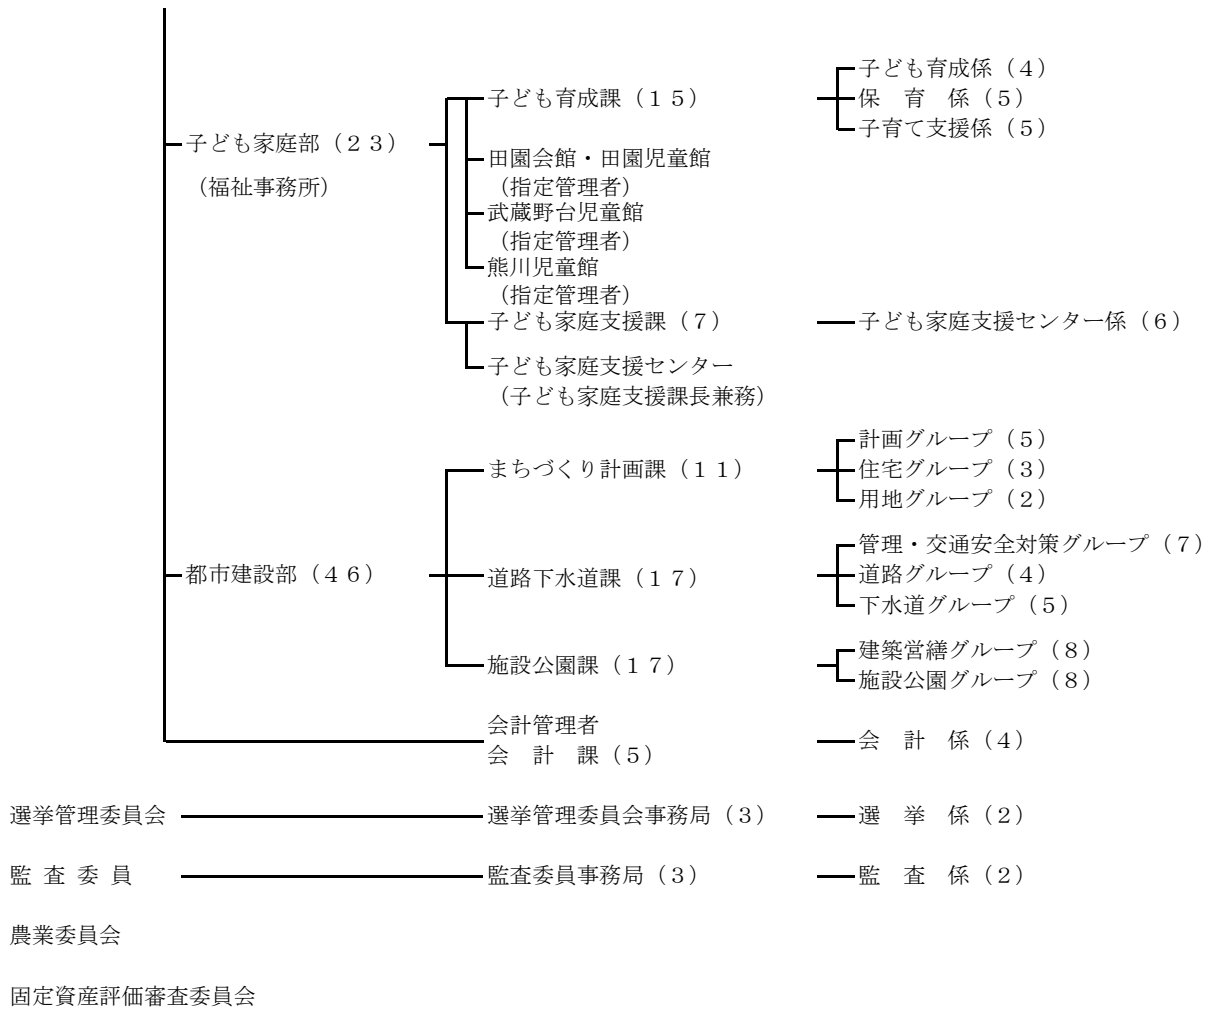 子ども育成係（４）
子ども育成課（１５）
保　育　係（５）
子育て支援係（５）
子ども家庭部（２３）
（福祉事務所）
田園会館・田園児童館
（指定管理者）
武蔵野台児童館
（指定管理者）
熊川児童館
（指定管理者）
子ども家庭支援課（７）
子ども家庭支援センター係（６）
子ども家庭支援センター
（子ども家庭支援課長兼務）
計画グループ（５）
まちづくり計画課（１１）
住宅グループ（３）
用地グループ（２）
管理・交通安全対策グループ（７）
都市建設部（４６）
道路下水道課（１７）
道路グループ（４）
下水道グループ（５）
建築営繕グループ（８）
施設公園課（１７）
施設公園グループ（８）
会計管理者
会　計　課（５）
会　計　係（４）
選挙管理委員会
選挙管理委員会事務局（３）
選　挙　係（２）
監 査 委 員
監査委員事務局（３）
監　査　係（２）
農業委員会
固定資産評価審査委員会